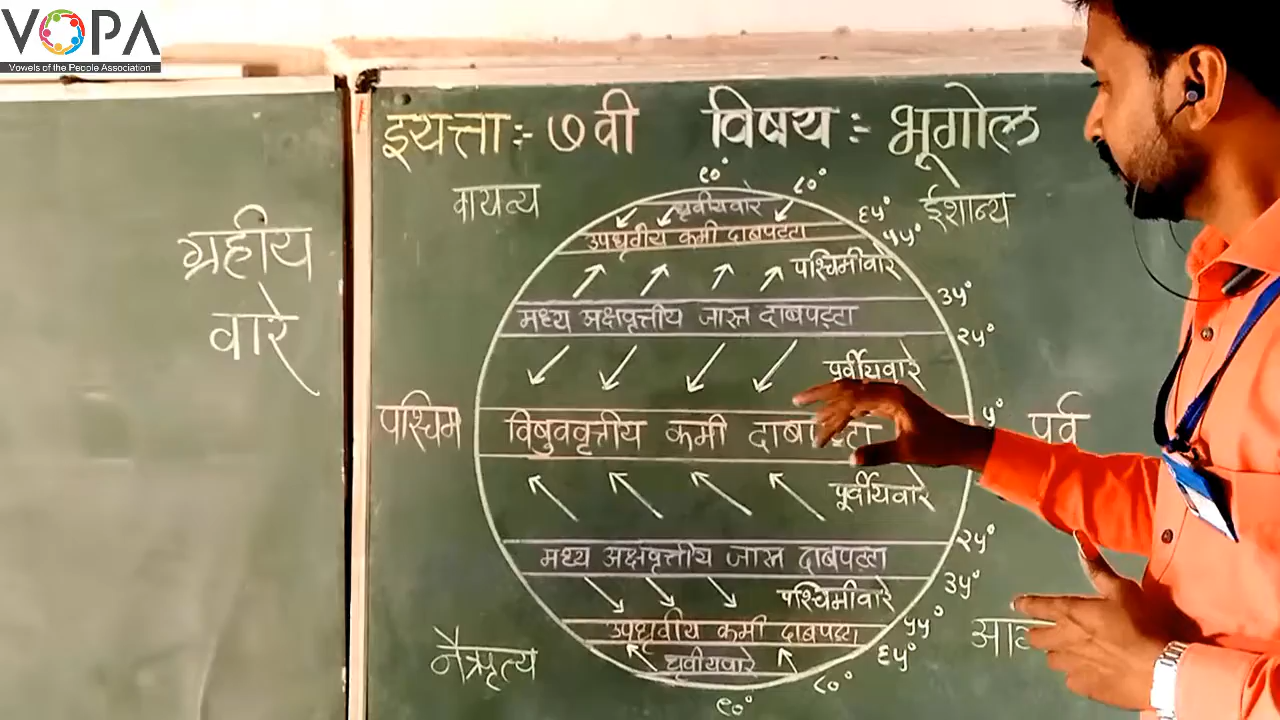 VOPA
Vowels of the People Association
इयत्ता :- ७ वी विषय :- भूगोल
ग्रहीय
वारे
वायव्य
ईशान्य
९०°
८०°
ध्रुवीयवारे
६५°
उपध्रुवीय कमी दाबपट्टा
५५°
पश्चिमीवारे
३५°
मध्य अक्षवृत्तीय जास्त दाबपट्टा
२५°
पूर्वीयवारे
५°
पश्चिम
विषुववृत्तीय कमी
पूर्व
पूर्वीयवारे
२५°
मध्य अक्षवृत्तीय जास्त दाबपट्टा
३५°
पश्चिमीवारे
५५°
उपध्रुवीय कमी दाबपट्टा
६५°
नैऋृत्य
ध्रुवीयवारे
८०°
९०°